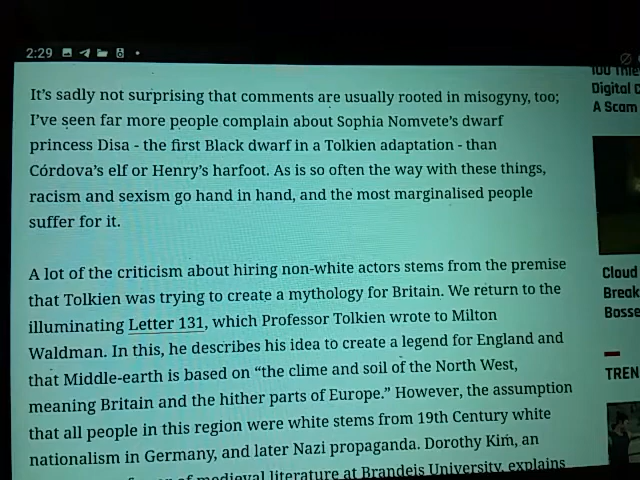 2:29
It's sadly not surprising that comments are usually rooted in misogyny, too;
I've seen far more people complain about Sophia Nomvete's dwarf
princess Disa - the first Black dwarf in a Tolkien adaptation - than
Córdova's elf or Henry's harfoot. As is so often the way with these things,
racism and sexism go hand in hand, and the most marginalised people
suffer for it.
A lot of the criticism about hiring non-white actors stems from the premise
that Tolkien was trying to create a mythology for Britain. We return to the
illuminating Letter 131, which Professor Tolkien wrote to Milton
Waldman. In this, he describes his idea to create a legend for England and
that Middle-earth is based on “the clime and soil of the North West,
meaning Britain and the hither parts of Europe.” However, the assumption
that all people in this region were white stems from 19th Century white
nationalism in Germany, and later Nazi propaganda. Dorothy Kim, an
of medieval literature at Brandeis University, explains
100 Thie
Digital
A Scam
Cloud
Break
Bosse
TREN